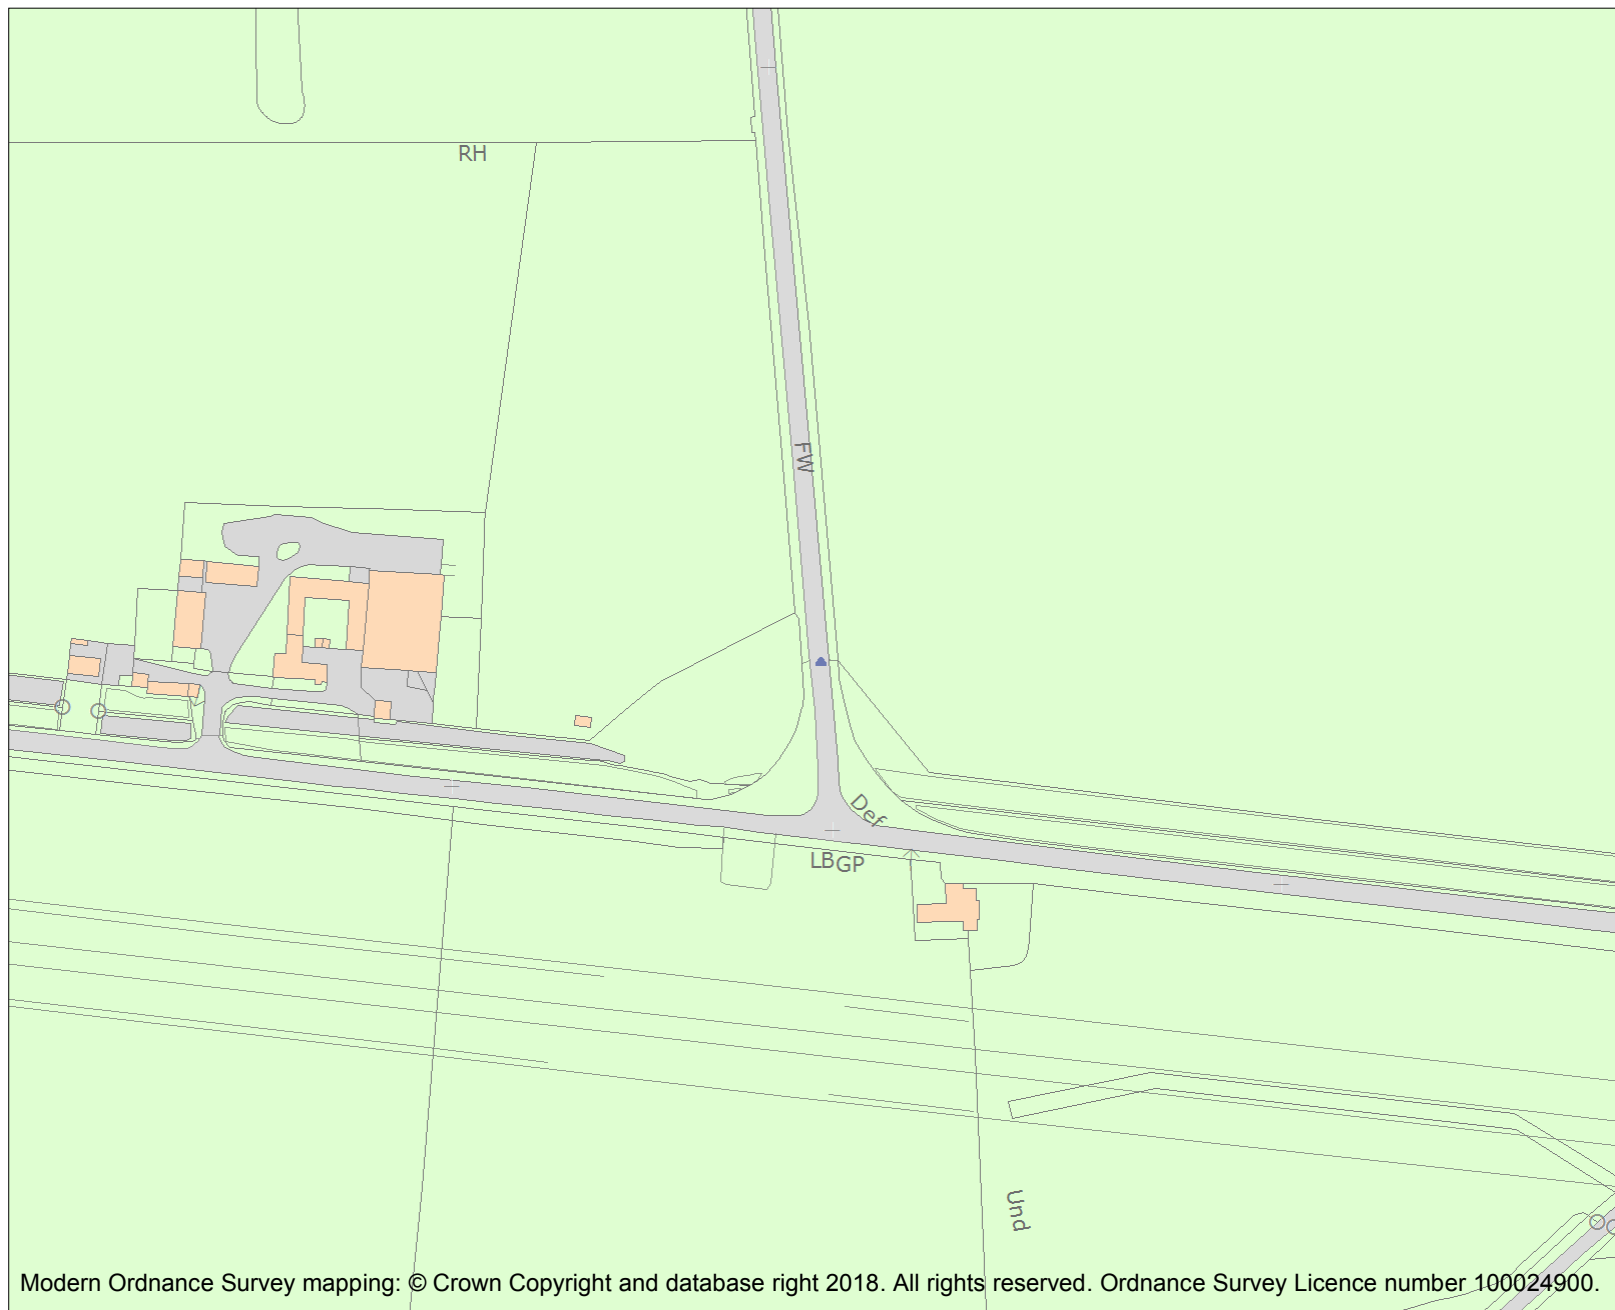 RH
FW
Def
LB
GP
Und
Modern Ordnance Survey mapping: © Crown Copyright and database right 2018. All rights reserved. Ordnance Survey Licence number 100024900.